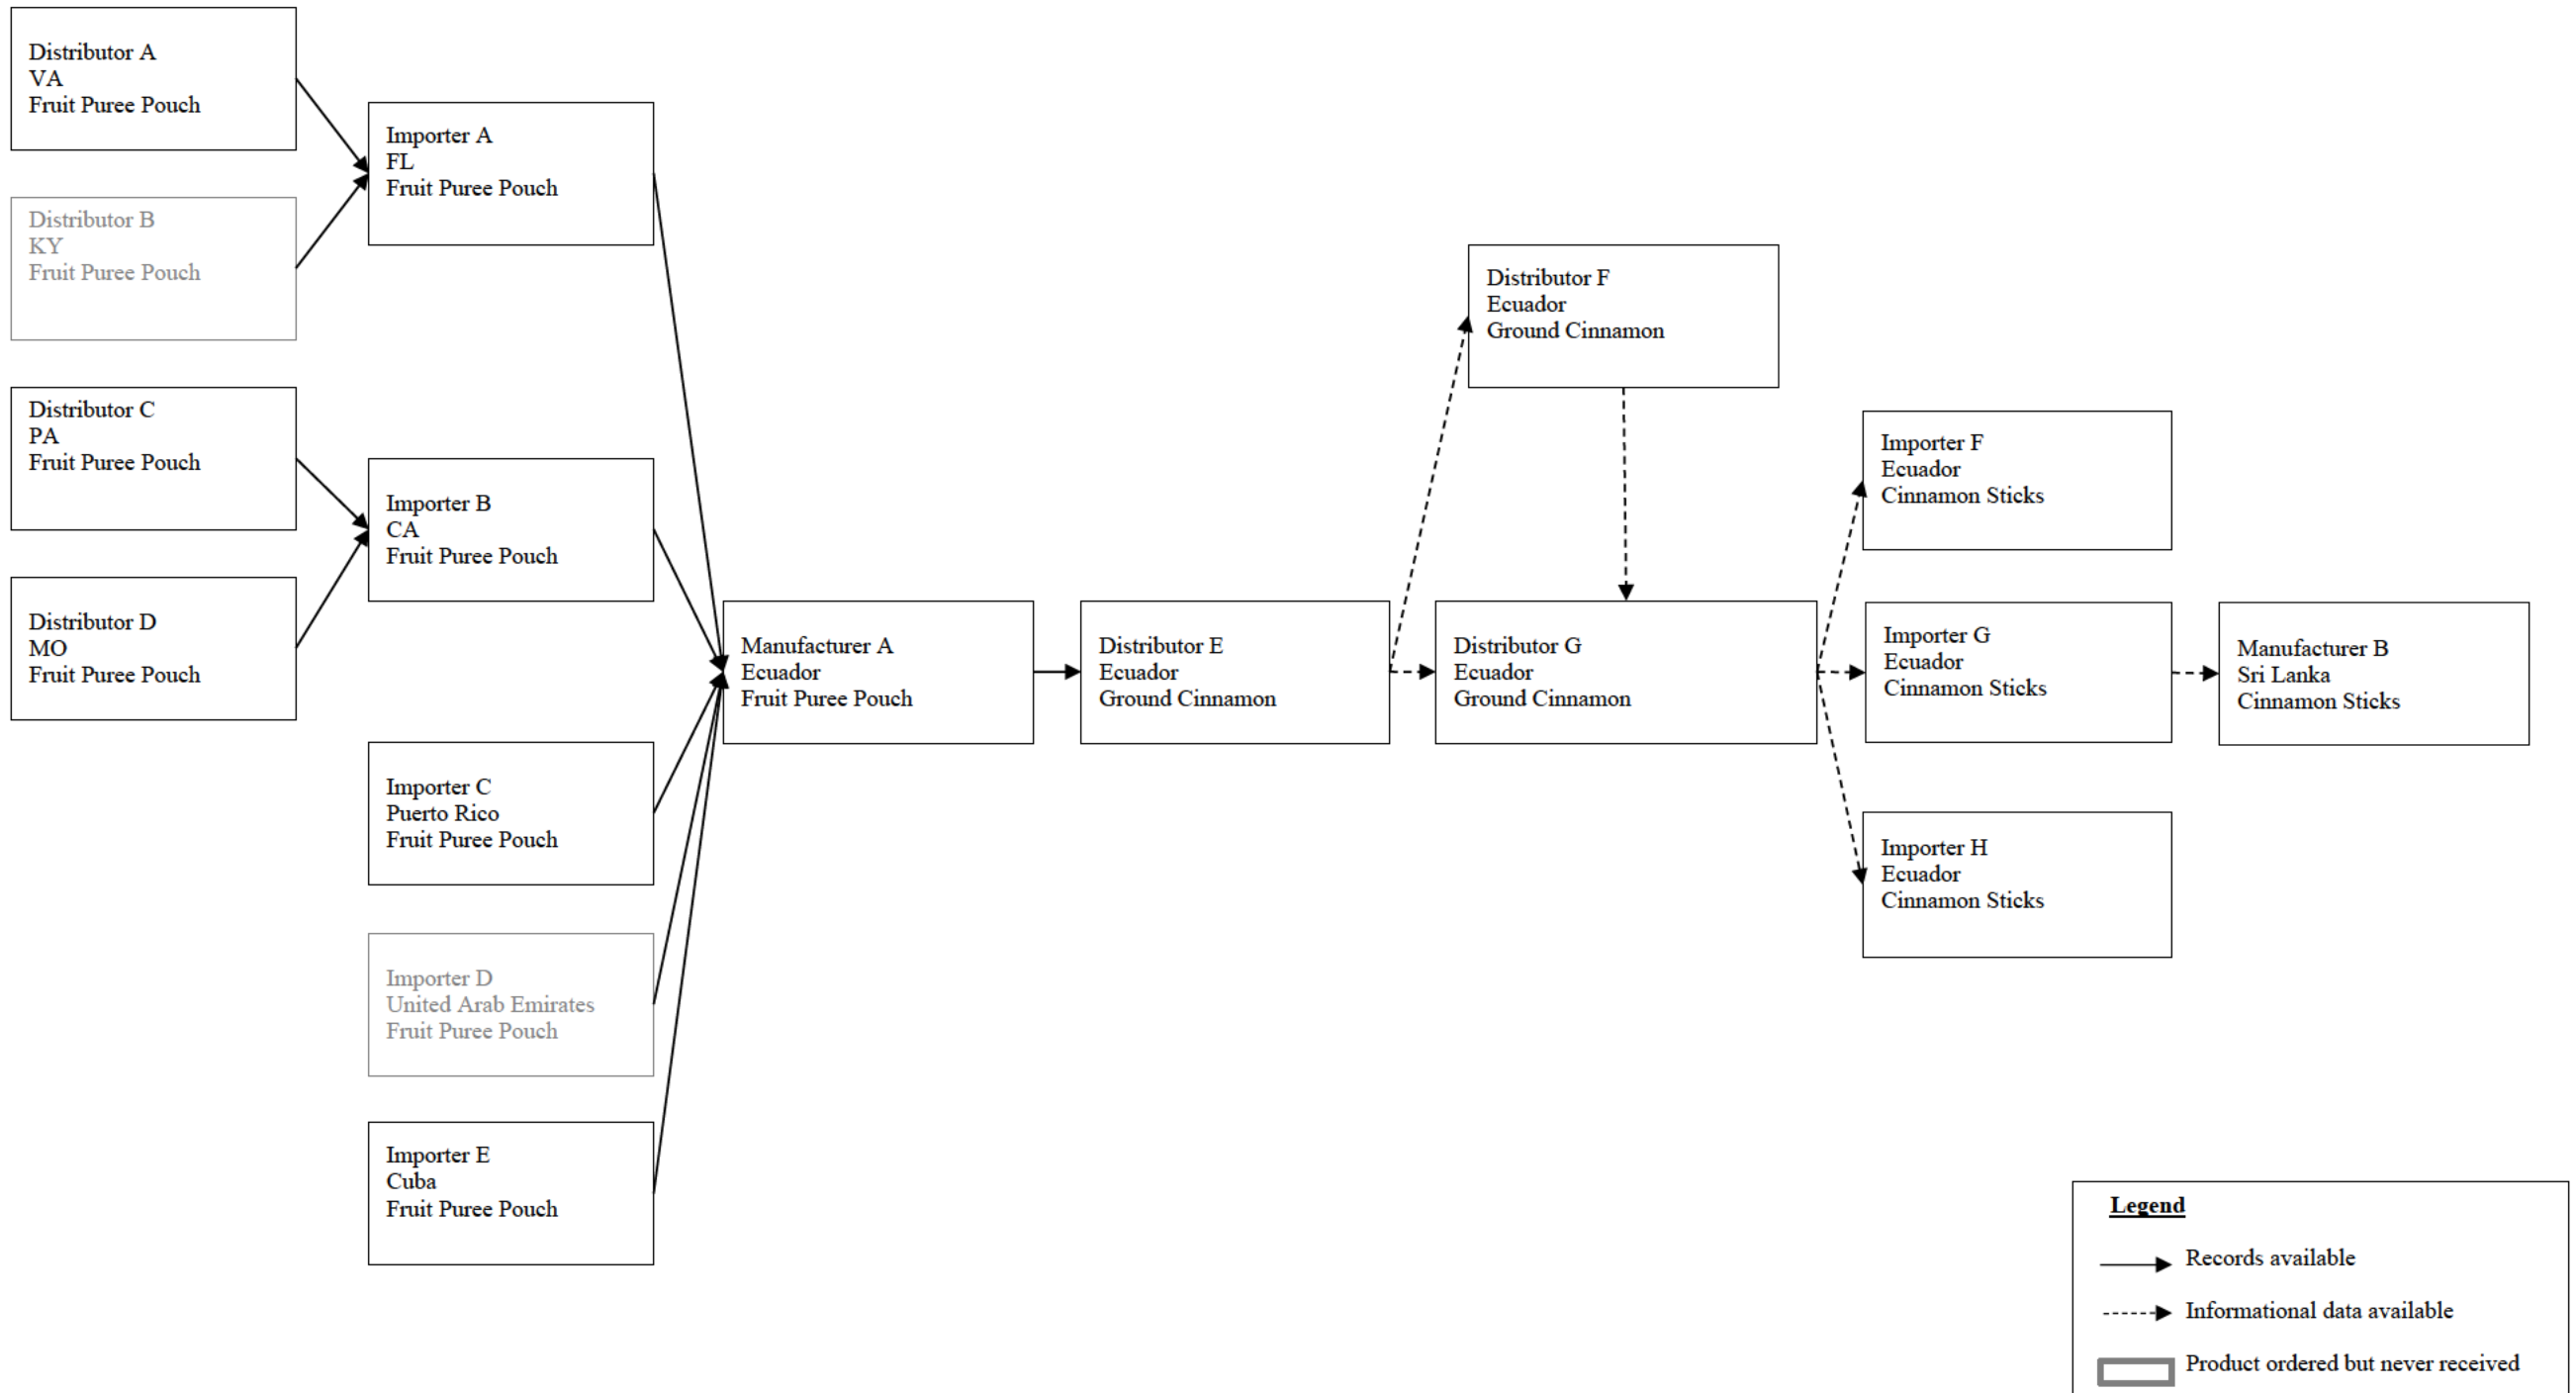 Distributor A
VA
Fruit Puree Pouch
Distributor B
KY
Fruit Puree Pouch
Distributor C
PA
Fruit Puree Pouch
Distributor D
MO
Fruit Puree Pouch
Importer A
FL
Fruit Puree Pouch
Importer B
CA
Fruit Puree Pouch
Importer C
Puerto Rico
Fruit Puree Pouch
Importer D
United Arab Emirates
Fruit Puree Pouch
Importer E
Cuba
Fruit Puree Pouch
Manufacturer A
Ecuador
Fruit Puree Pouch
Distributor E
Ecuador
Ground Cinnamon
Distributor F
Ecuador
Ground Cinnamon
Distributor G
Ecuador
Ground Cinnamon
Importer F
Ecuador
Cinnamon Sticks
Importer G
Ecuador
Cinnamon Sticks
Importer H
Ecuador
Cinnamon Sticks
Manufacturer B
Sri Lanka
Cinnamon Sticks
Legend
Records available
Informational data available
Product ordered but never received